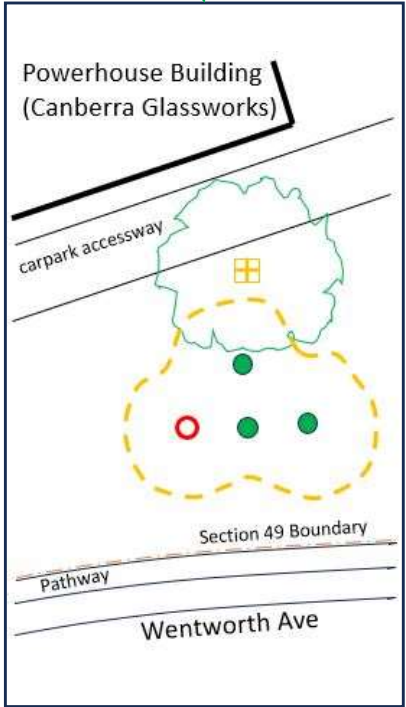 Powerhouse Building
(Canberra Glassworks)
carpark accessway
Section 49 Boundary
Pathway
Wentworth Ave